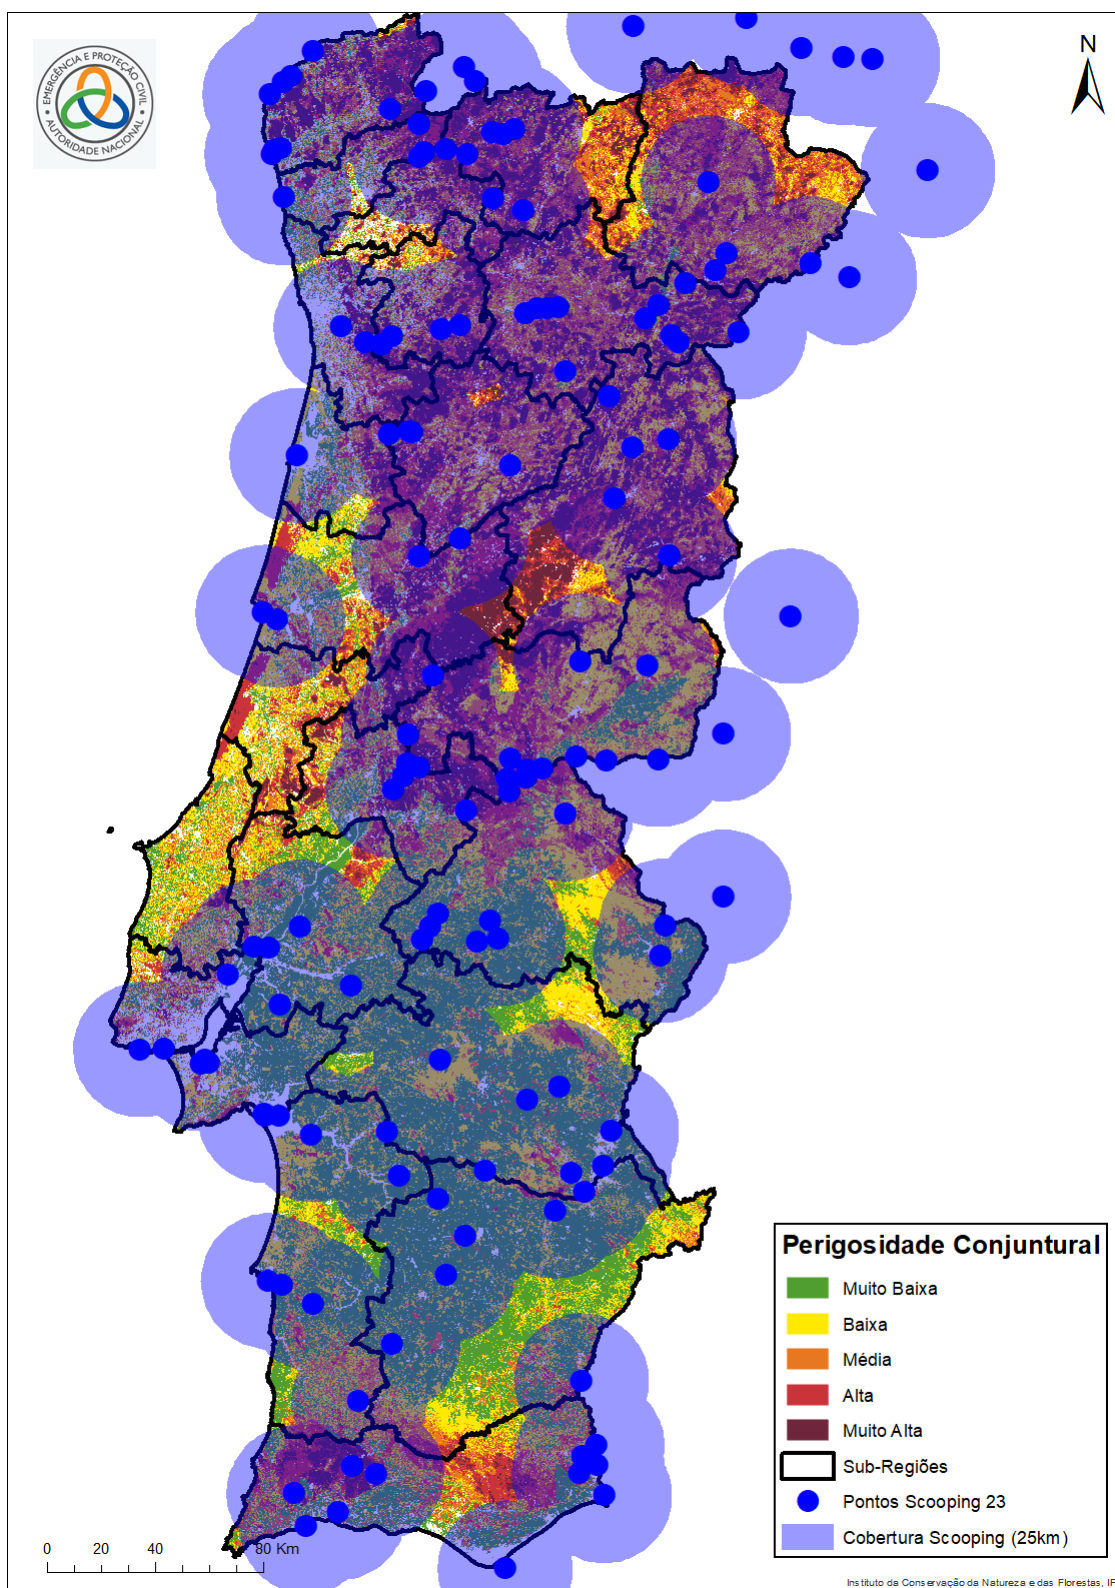 EMERGÊNCIA E PROTEÇÃO CIVIL
AUTORIDADE NACIONAL
N
Perigosidade Conjuntural
Muito Baixa
Baixa
Média
Alta
Muito Alta
Sub-Regiões
Pontos Scooping 23
Cobertura Scooping (25km)
0 20 40 80 Km
Instituto da Conservação da Natureza e das Florestas, IP